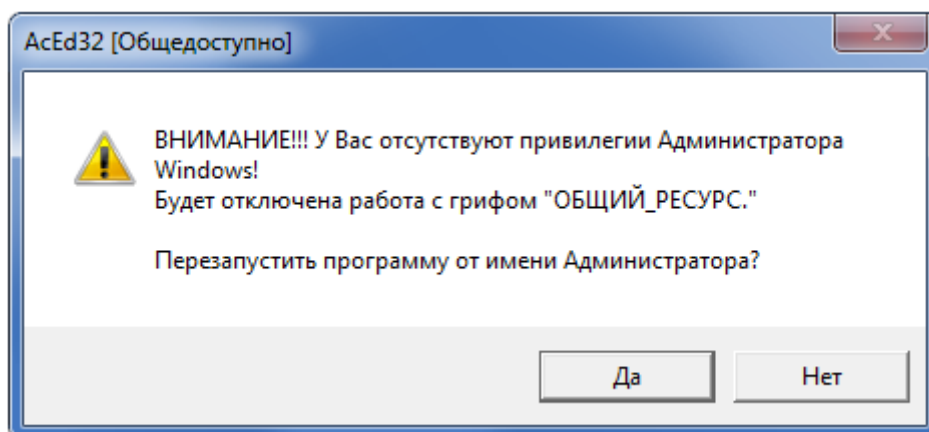 AcEd32 [Общедоступно]
ВНИМАНИЕ!!! У Вас отсутствуют привилегии Администратора
Windows!
Будет отключена работа с грифом "ОБЩИЙ_РЕСУРС."
Перезапустить программу от имени Администратора?
Да
Нет